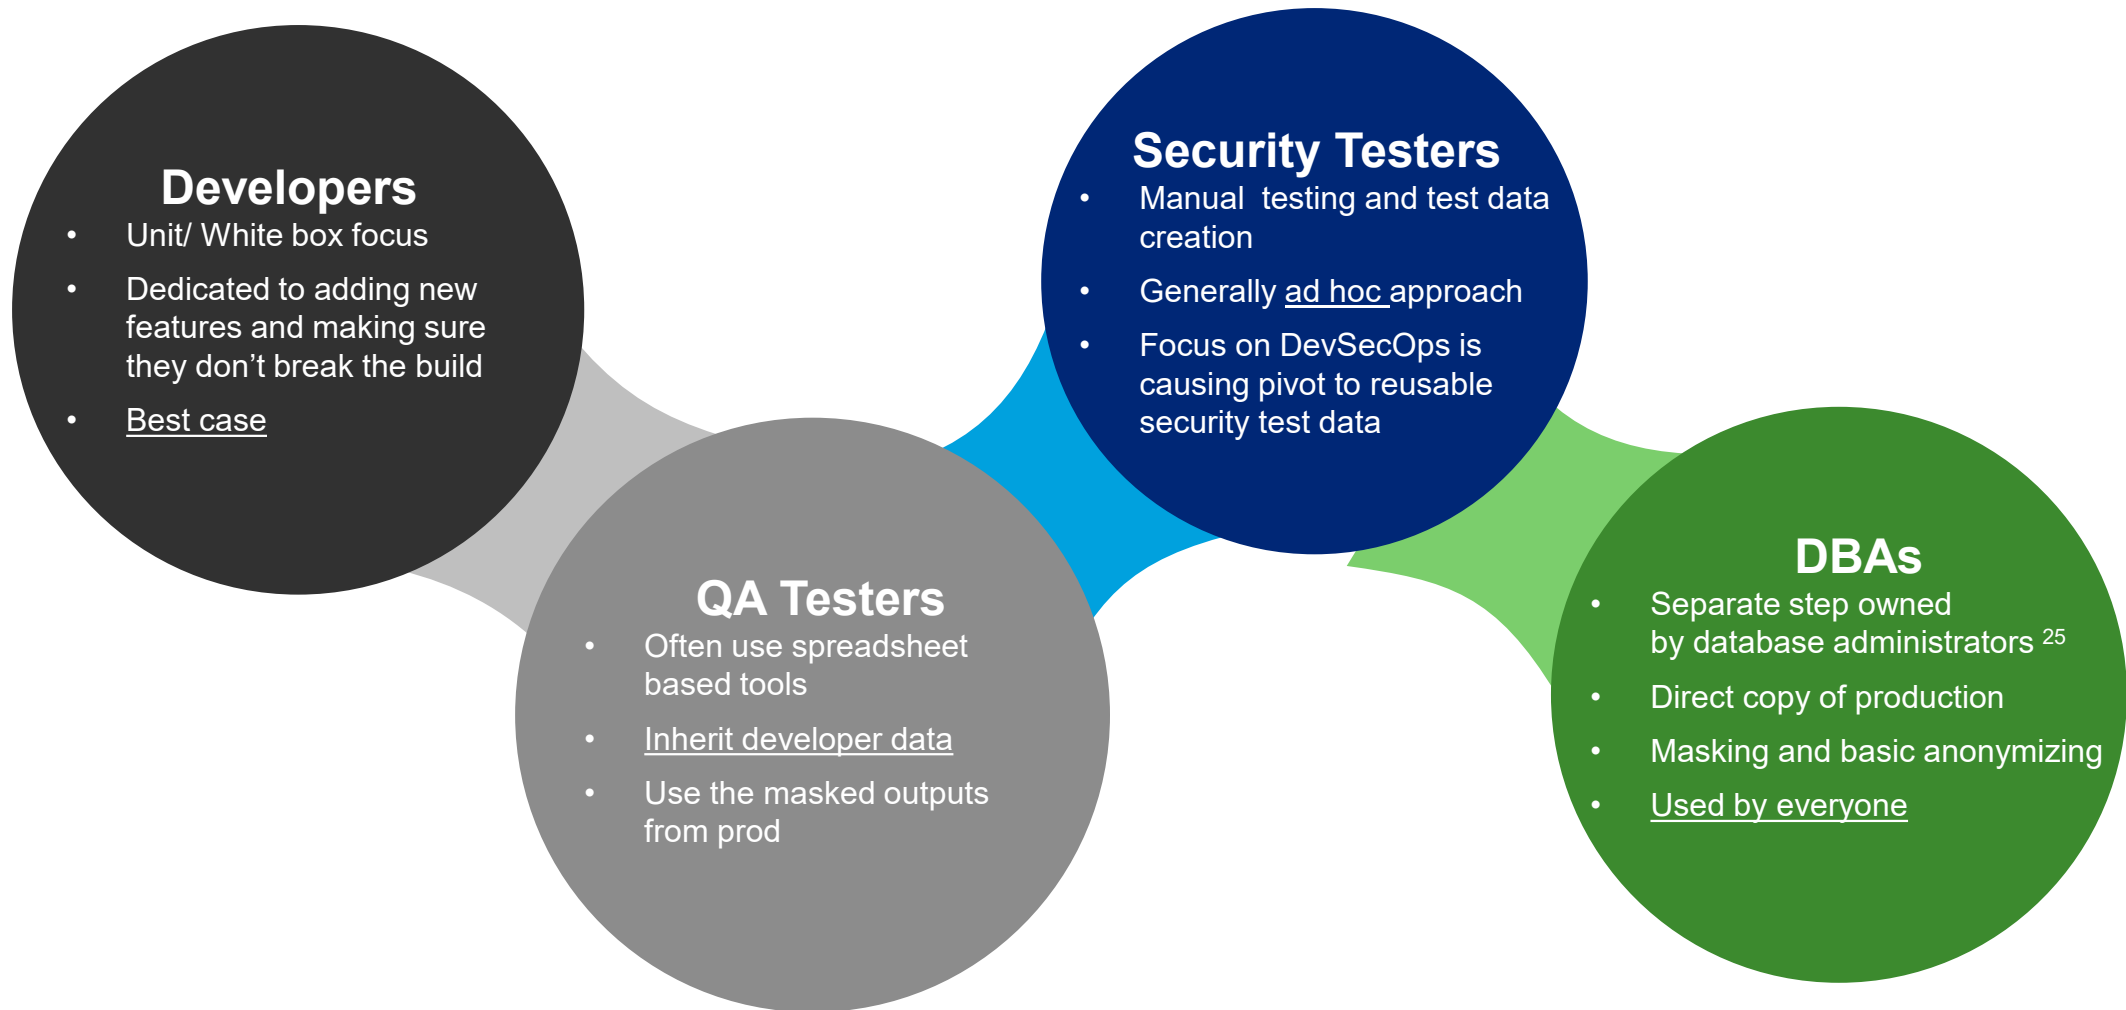 Developers
• Unit/ White box focus
• Dedicated to adding new
features and making sure
they don’t break the build
• Best case
QA Testers
• Often use spreadsheet
based tools
• Inherit developer data
• Use the masked outputs
from prod
Security Testers
• Manual  testing and test data
creation
• Generally ad hoc approach
• Focus on DevSecOps is
causing pivot to reusable
security test data
DBAs
• Separate step owned
by database administrators 25
• Direct copy of production
• Masking and basic anonymizing
• Used by everyone